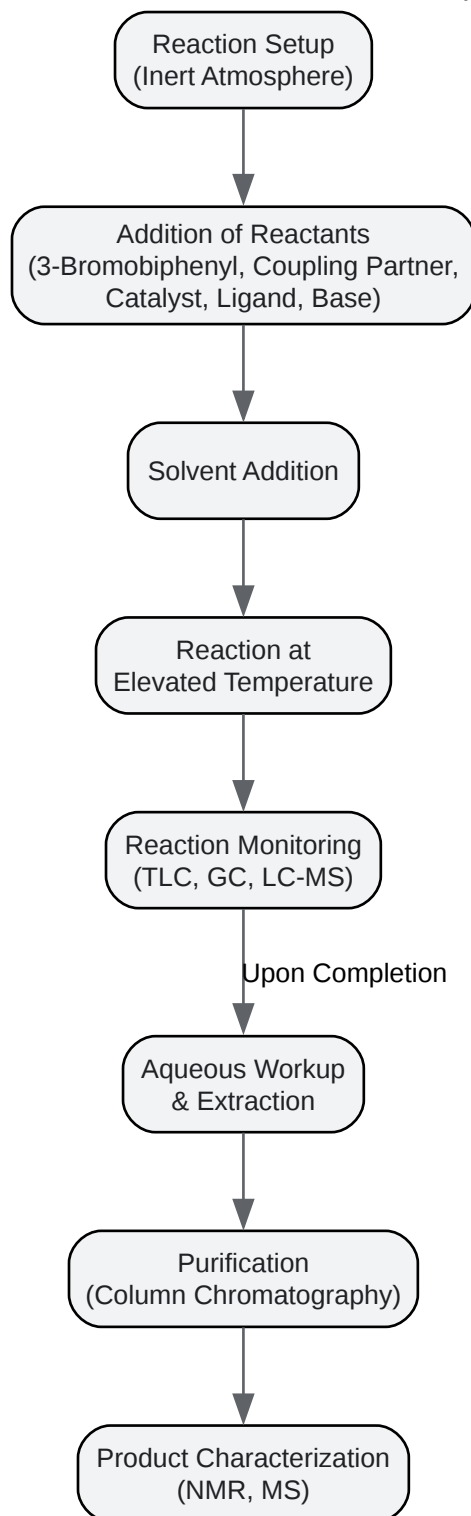 Reaction Setup
(Inert Atmosphere)
Addition of Reactants
(3-Bromobiphenyl, Coupling Partner,
Catalyst, Ligand, Base)
Solvent Addition
Reaction at
Elevated Temperature
Reaction Monitoring
(TLC, GC, LC-MS)
Upon Completion
Aqueous Workup
& Extraction
Purification
(Column Chromatography)
Product Characterization
(NMR, MS)